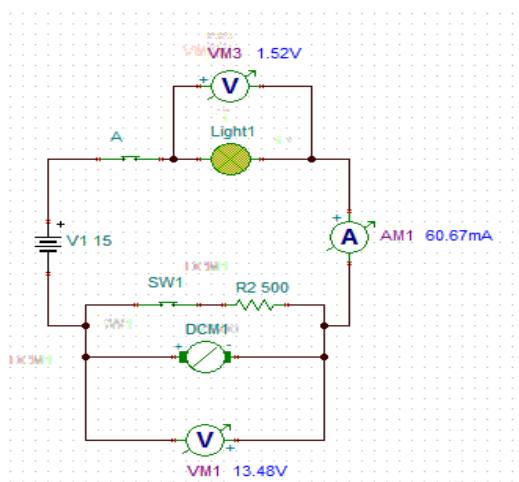 VM3 1.52V
V
Light1
A
+
A AM1 60.67mA
+
V1 15
SW1
R2 500
DCM1
+ -
V
+
VM1 13.48V